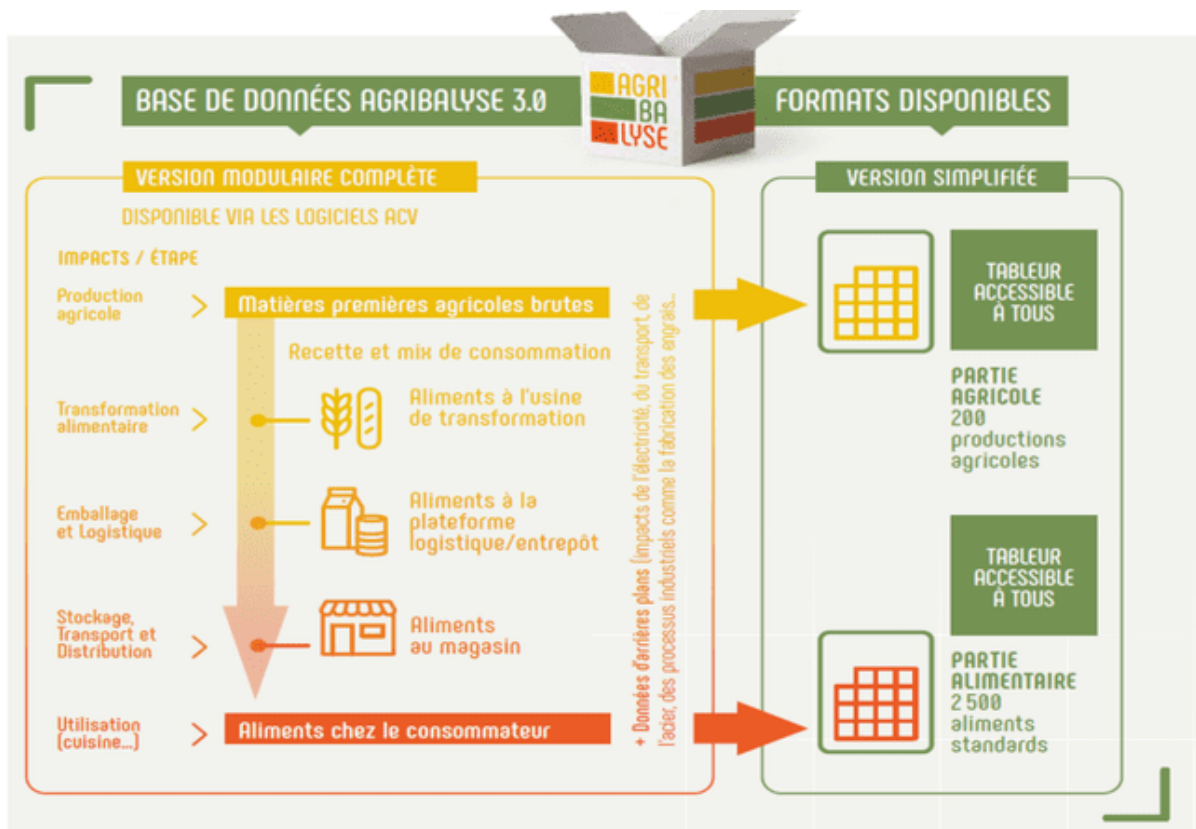 BASE DE DONNÉES AGRIBALYSE 3.0
AGRI
BA
LYSE
FORMATS DISPONIBLES
VERSION MODULAIRE COMPLÈTE
DISPONIBLE VIA LES LOGICIELS ACV
IMPACTS / ÉTAPE
Production
agricole
Matières premières agricoles brutes
Recette et mix de consommation
Transformation
alimentaire
Aliments à l'usine
de transformation
Emballage
et Logistique
Aliments à la
plateforme
logistique/entrepôt
Stockage,
Transport et
Distribution
Aliments
au magasin
Utilisation
(cuisine...)
Aliments chez le consommateur
+ Données d'arrières plans (impacts de l'électricité, du transport, de
l'acier, des processus industriels comme la fabrication des engrais...
VERSION SIMPLIFIÉE
TABLEUR
ACCESSIBLE
À TOUS
PARTIE
AGRICOLE
200
productions
agricoles
TABLEUR
ACCESSIBLE
À TOUS
PARTIE
ALIMENTAIRE
2 500
aliments
standards